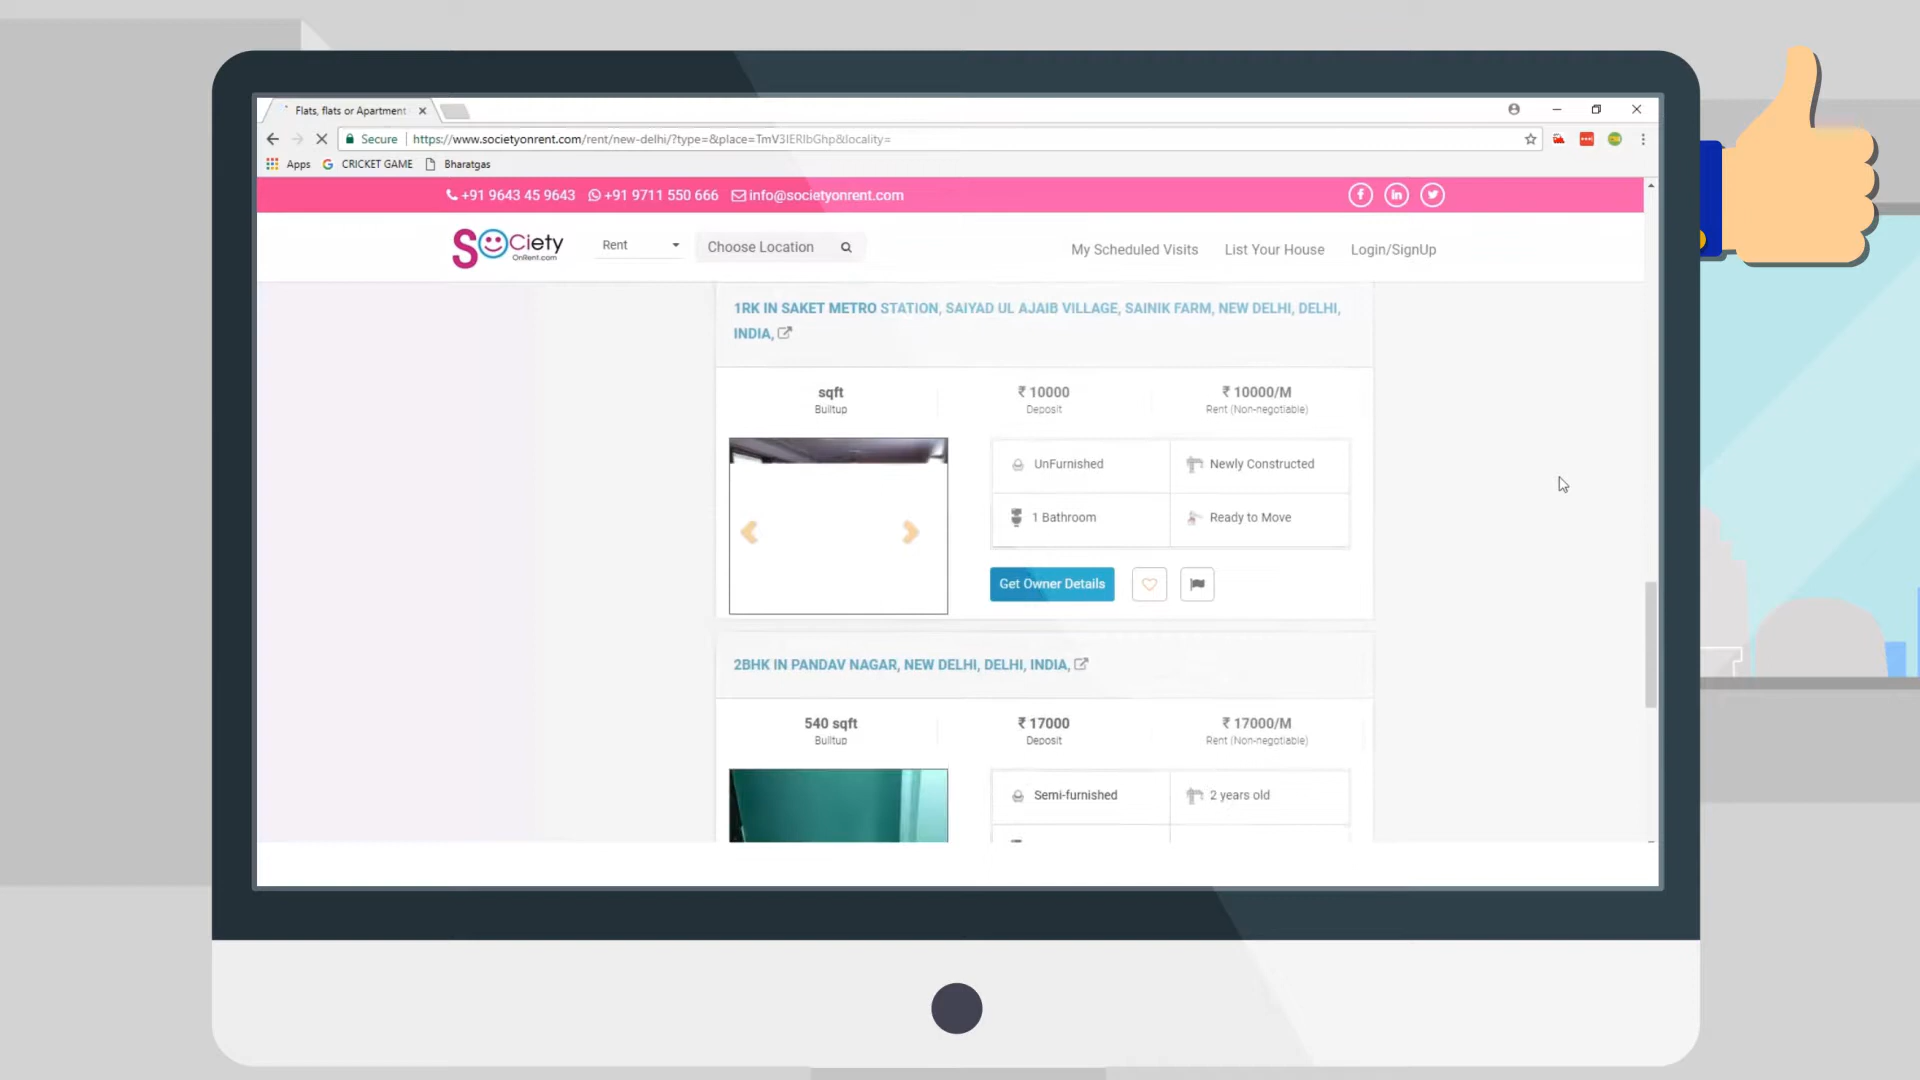 Flats, flats or Apartment
Secure https://www.societyonrent.com/rent/new-delhi/?type=&place=TmV3IERlbGhp&locality=
Apps CRICKET GAME Bharatgas
+91 9643 45 9643 +91 9711 550 666 info@societyonrent.com
SOCiety
OnRent.com
Rent
Choose Location
My Scheduled Visits List Your House Login/SignUp
1RK IN SAKET METRO STATION, SAIYAD UL AJAIB VILLAGE, SAINIK FARM, NEW DELHI, DELHI,
INDIA,
sqft ₹ 10000 ₹ 10000/M
Builtup Deposit Rent (Non-negotiable)
UnFurnished Newly Constructed
1 Bathroom Ready to Move
Get Owner Details
2BHK IN PANDAV NAGAR, NEW DELHI, DELHI, INDIA,
540 sqft ₹ 17000 ₹ 17000/M
Builtup Deposit Rent (Non-negotiable)
Semi-furnished 2 years old